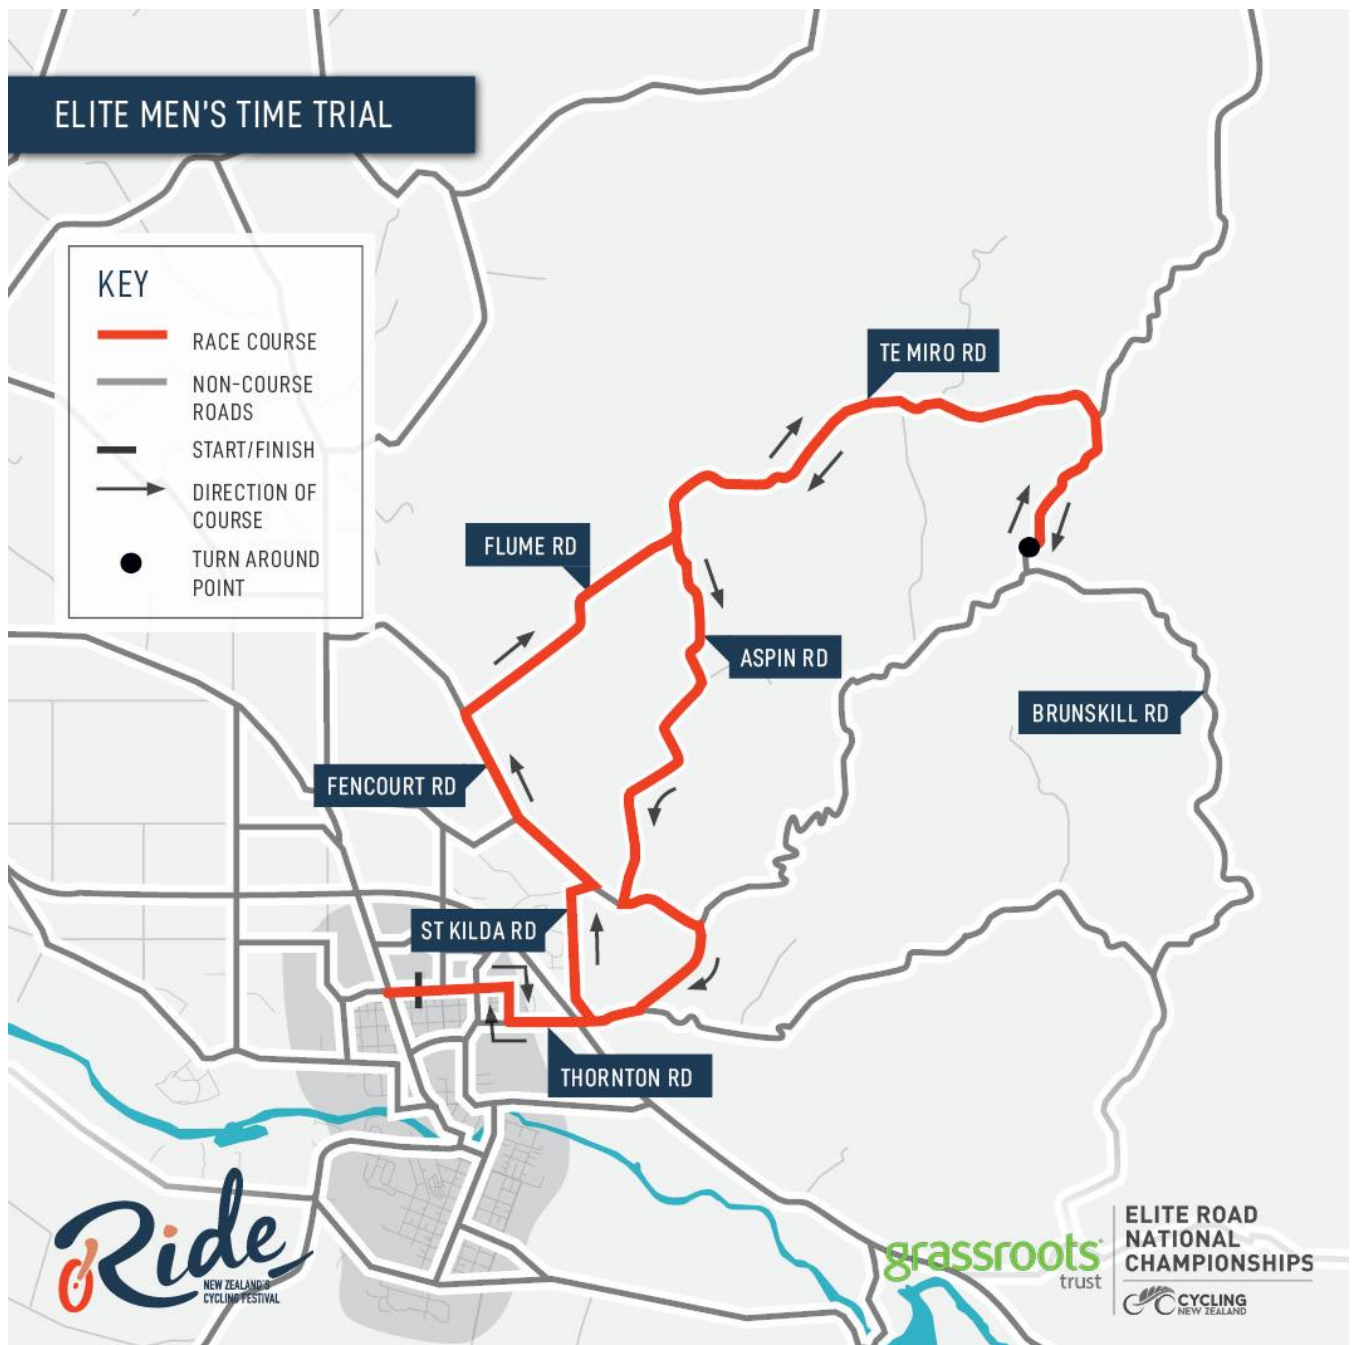 ELITE MEN'S TIME TRIAL
KEY
RACE COURSE
NON-COURSE
ROADS
START/FINISH
DIRECTION OF
COURSE
TURN AROUND
POINT
TE MIRO RD
FLUME RD
ASPIN RD
BRUNSKILL RD
FENCOURT RD
ST KILDA RD
THORNTON RD
Ride
NEW ZEALAND'S
CYCLING FESTIVAL
grassroots
trust
ELITE ROAD
NATIONAL
CHAMPIONSHIPS
CYCLING
NEW ZEALAND